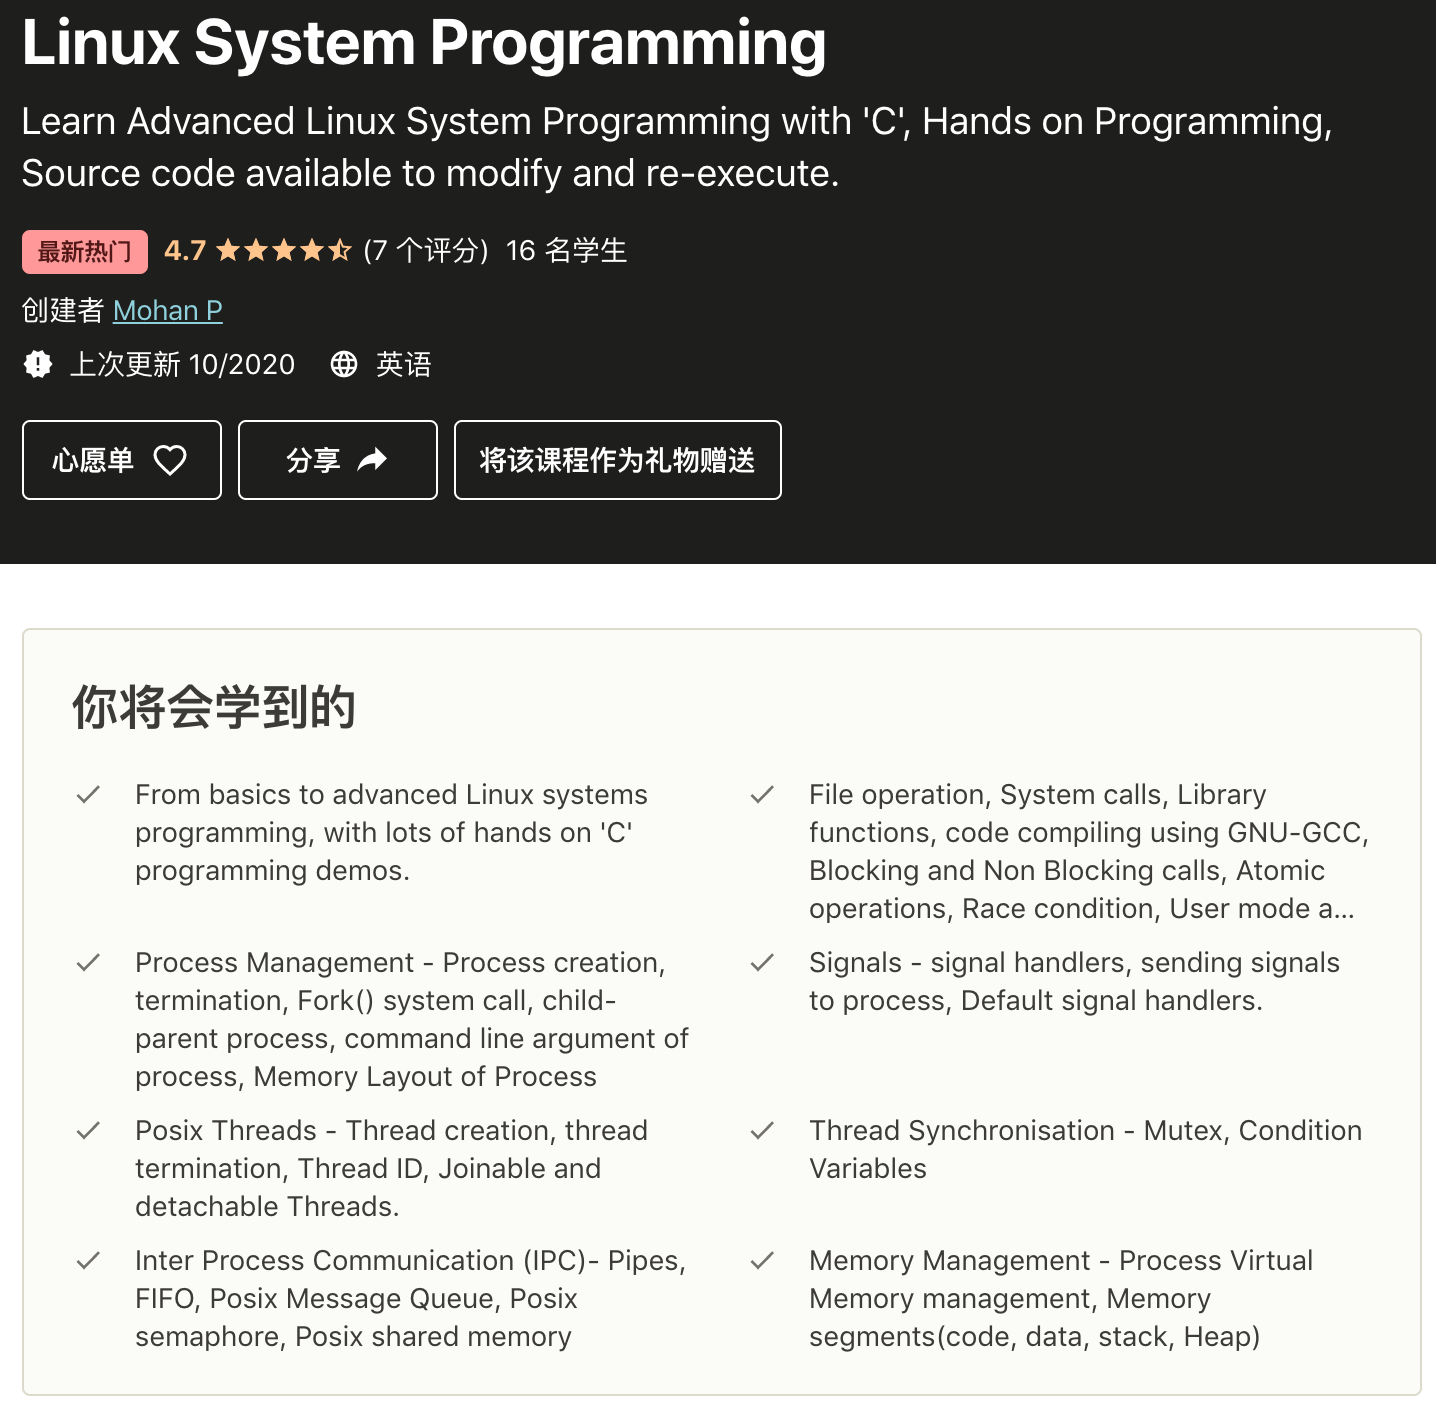 Linux System Programming
Learn Advanced Linux System Programming with 'C', Hands on Programming,
Source code available to modify and re-execute.
最新热门 4.7 (7 个评分) 16 名学生
创建者 Mohan P
上次更新 10/2020 英语
心愿单 分享 将该课程作为礼物赠送
你将会学到的
From basics to advanced Linux systems
programming, with lots of hands on 'C'
programming demos.
File operation, System calls, Library
functions, code compiling using GNU-GCC,
Blocking and Non Blocking calls, Atomic
operations, Race condition, User mode a...
Process Management - Process creation,
termination, Fork() system call, child-
parent process, command line argument of
process, Memory Layout of Process
Signals - signal handlers, sending signals
to process, Default signal handlers.
Posix Threads - Thread creation, thread
termination, Thread ID, Joinable and
detachable Threads.
Thread Synchronisation - Mutex, Condition
Variables
Inter Process Communication (IPC)- Pipes,
FIFO, Posix Message Queue, Posix
semaphore, Posix shared memory
Memory Management - Process Virtual
Memory management, Memory
segments(code, data, stack, Heap)